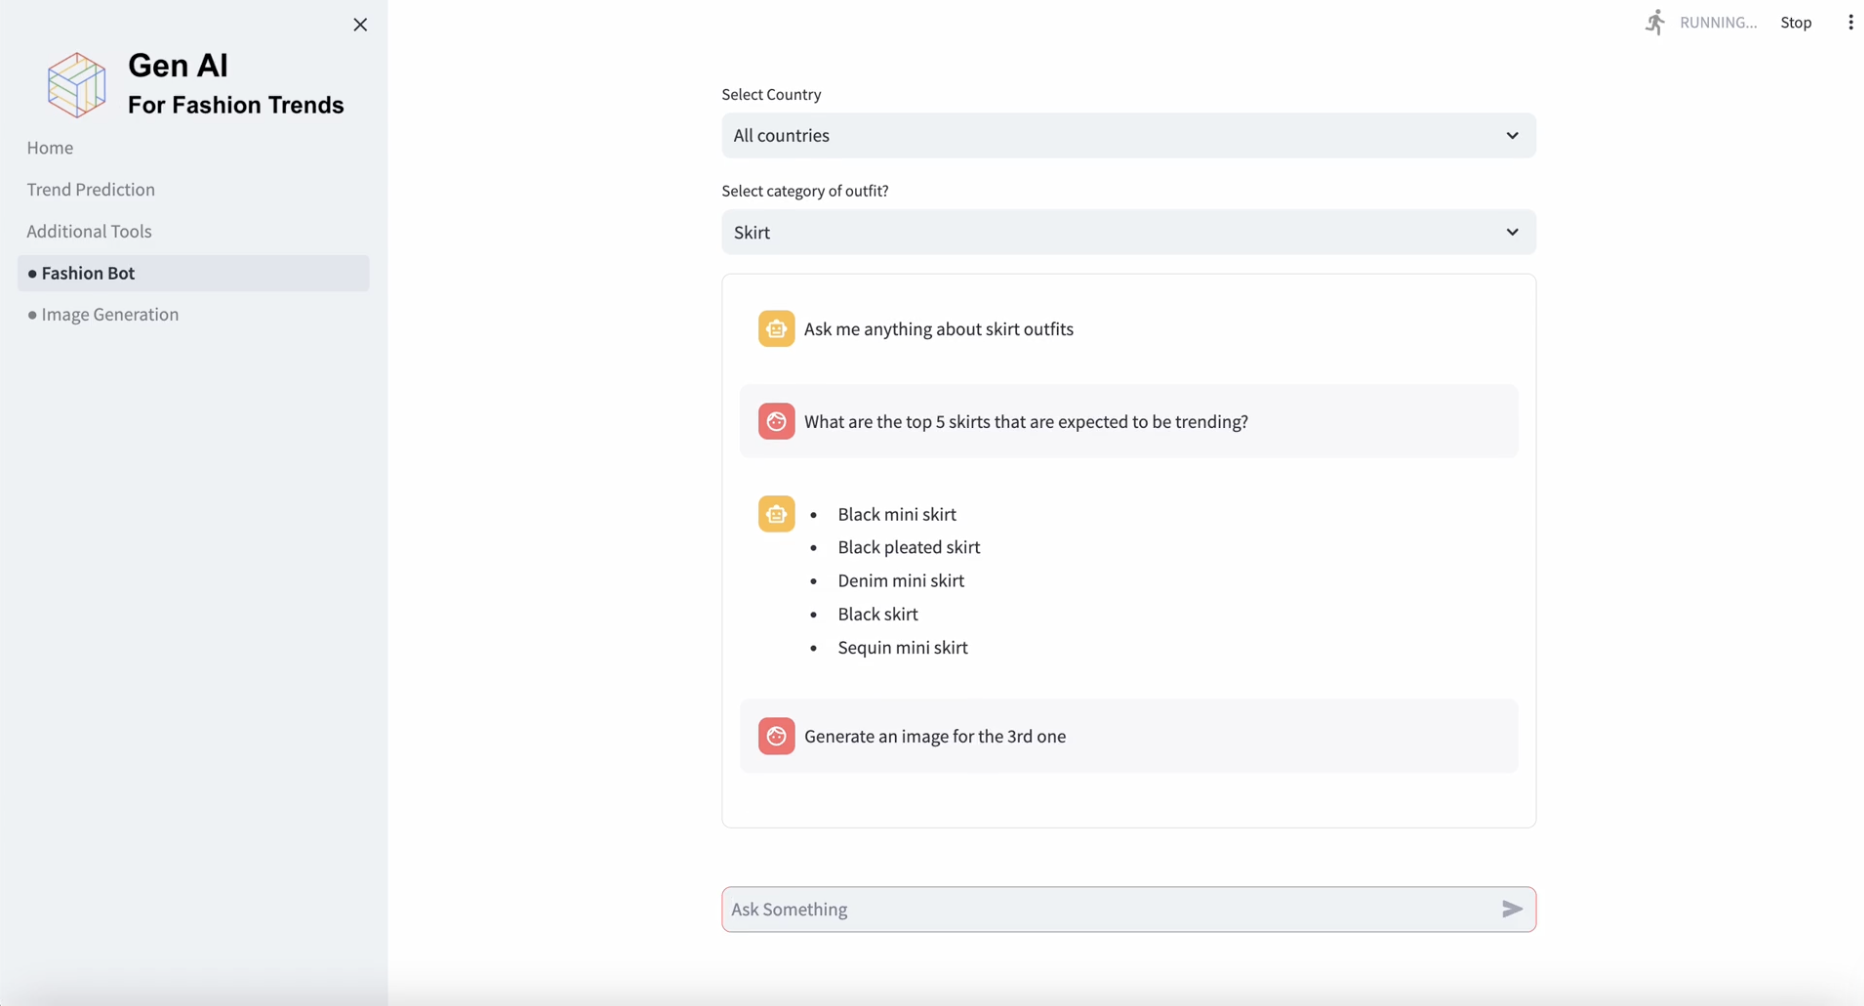 Gen AI
For Fashion Trends
Home
Trend Prediction
Additional Tools
● Fashion Bot
● Image Generation
RUNNING...
Stop
Select Country
All countries
Select category of outfit?
Skirt
Ask me anything about skirt outfits
What are the top 5 skirts that are expected to be trending?
• Black mini skirt
• Black pleated skirt
• Denim mini skirt
• Black skirt
• Sequin mini skirt
Generate an image for the 3rd one
Ask Something